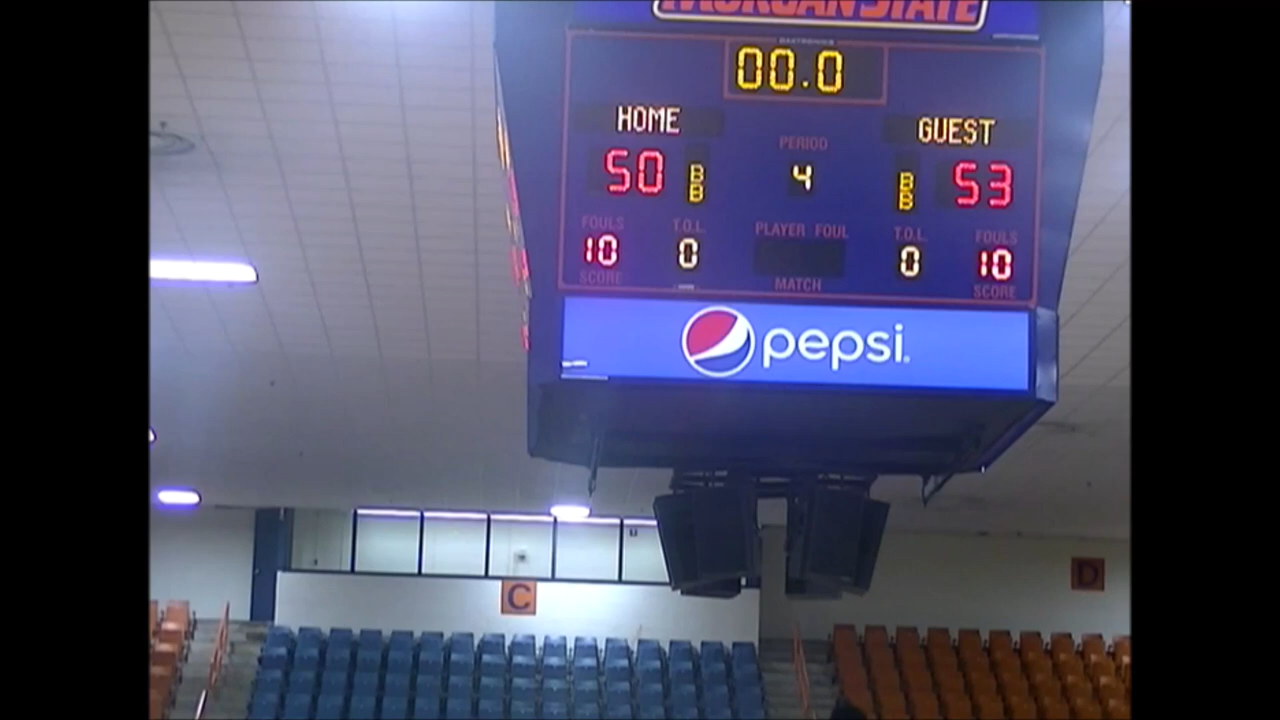 MORGAN STATE
DAKTRONICS
00.0
HOME
GUEST
PERIOD
50 B B 4 B B 53
FOULS T.O.L. PLAYER FOUL T.O.L. FOULS
10 0 0 10
SCORE MATCH SCORE
pepsi.
C
D